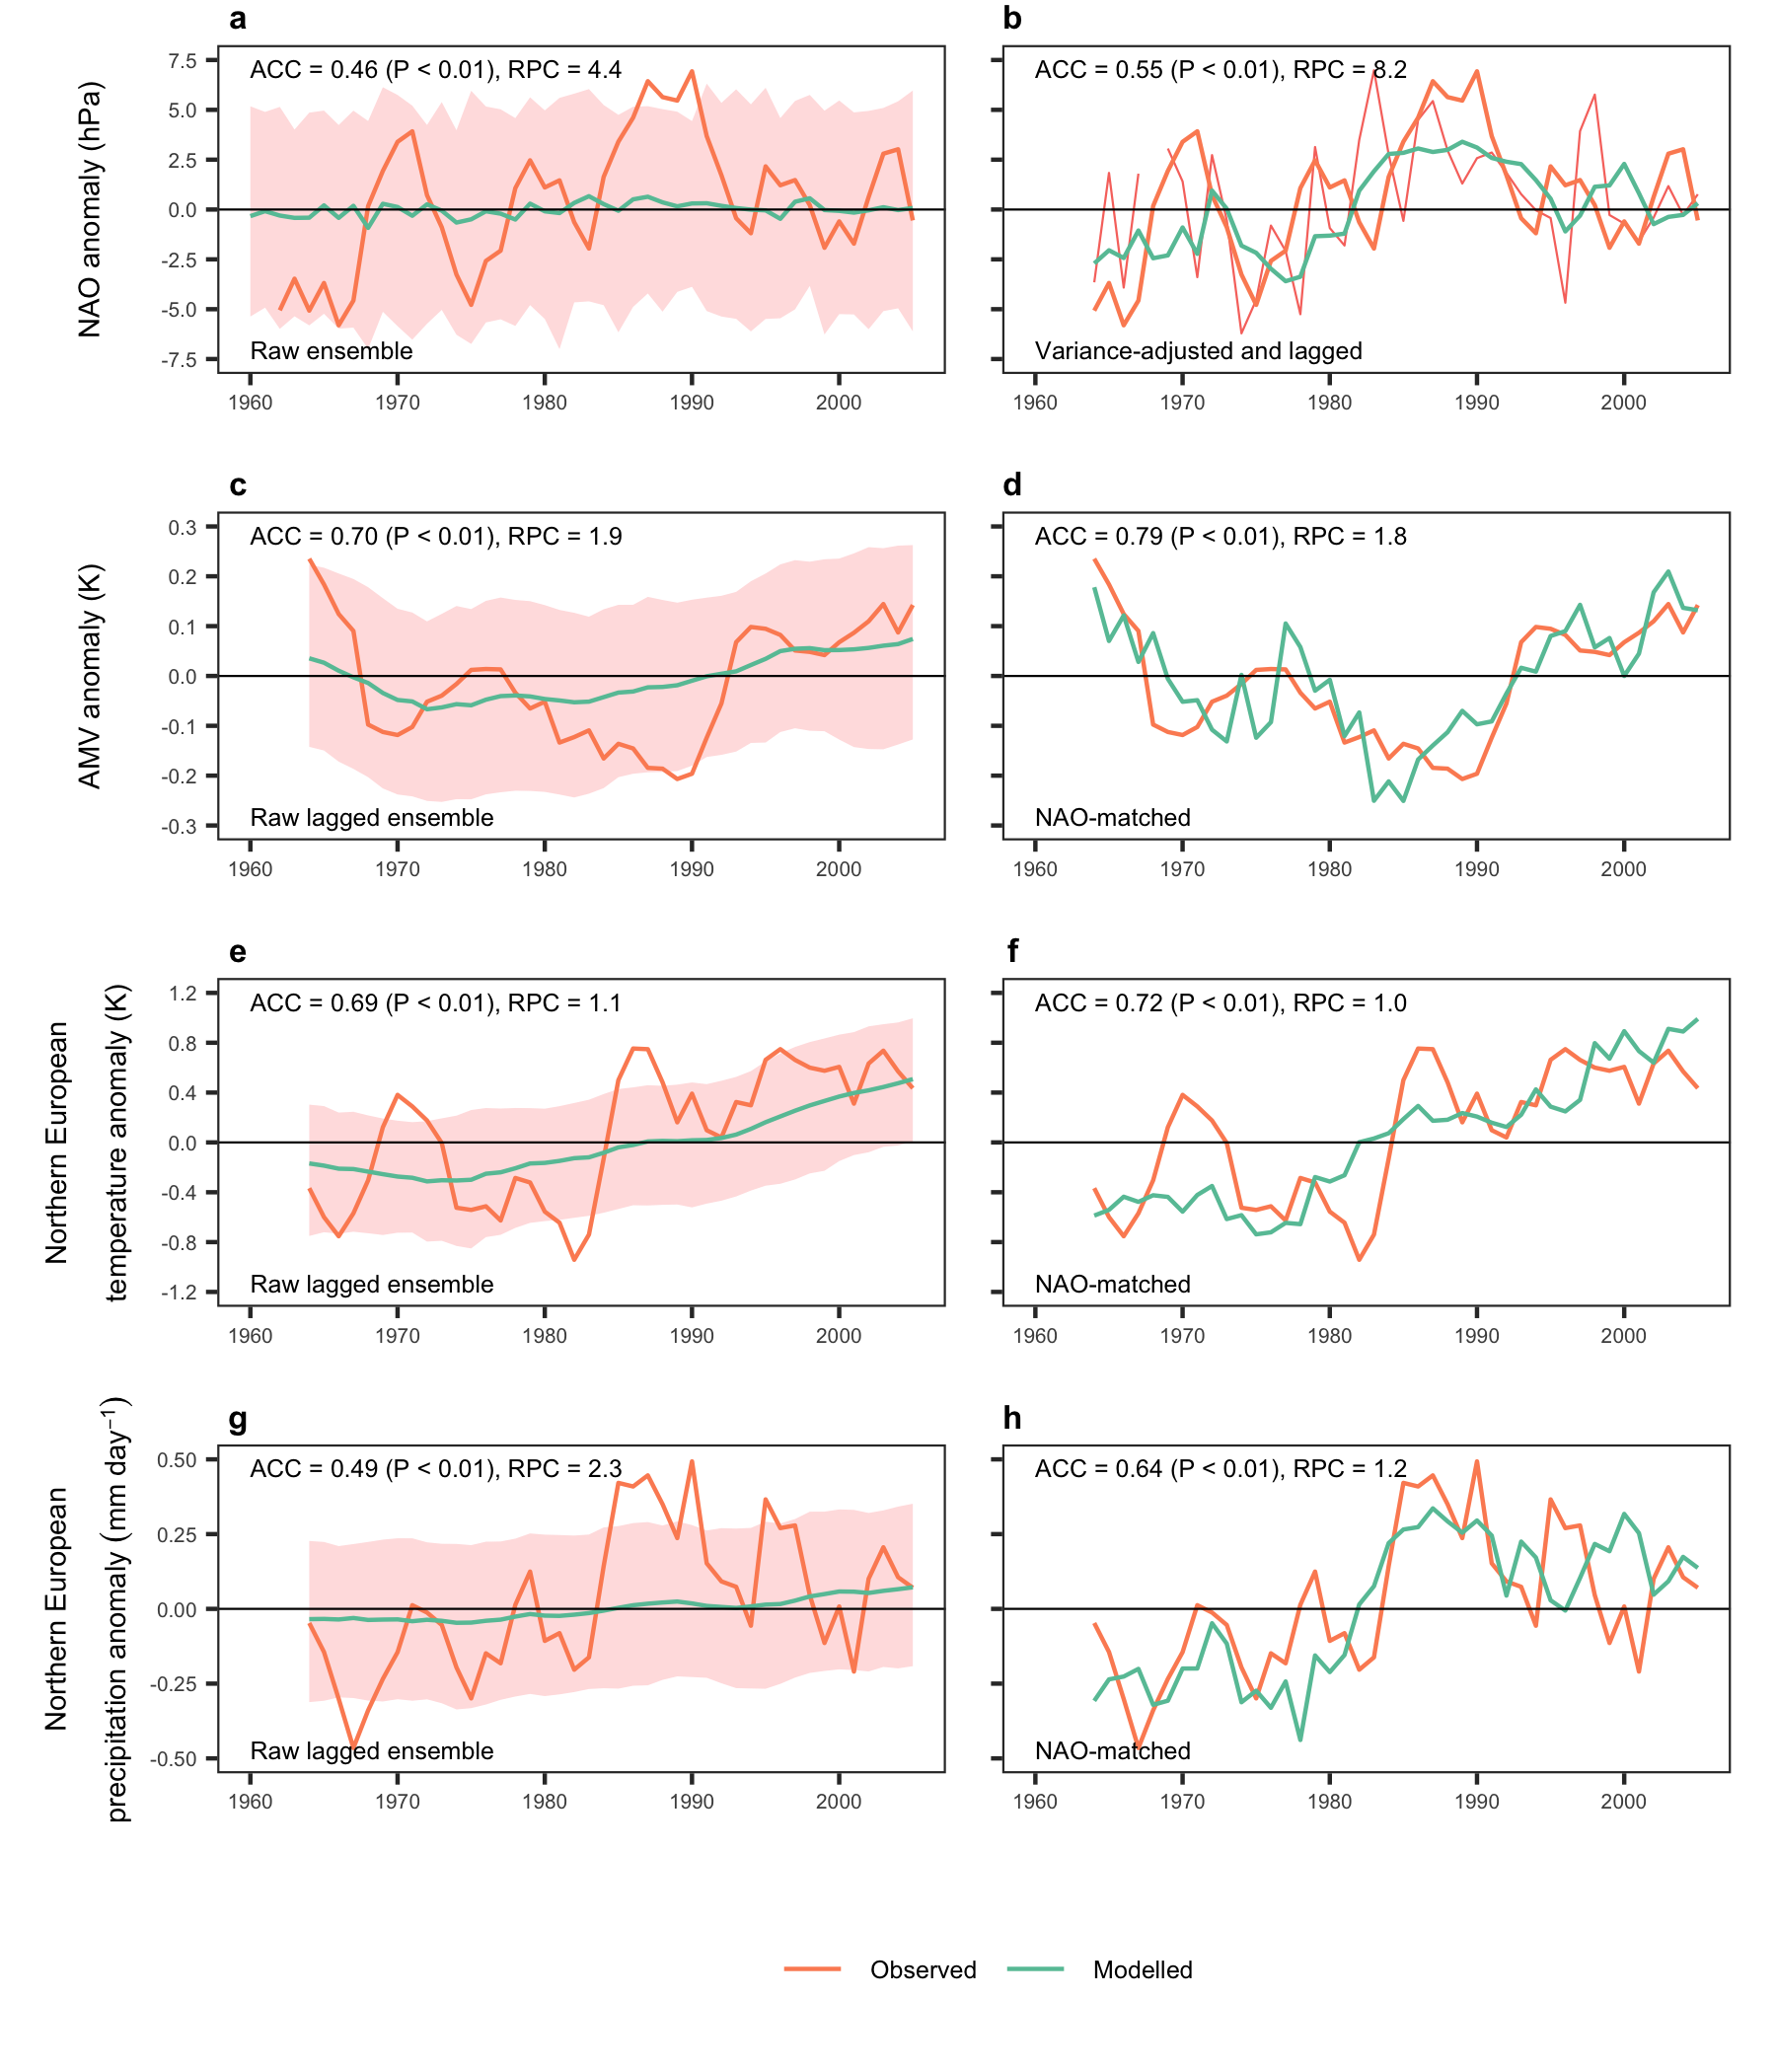 a
ACC = 0.46 (P < 0.01), RPC = 4.4
NAO anomaly (hPa)
7.5
5.0
2.5
0.0
-2.5
-5.0
-7.5
Raw ensemble
1960 1970 1980 1990 2000
b
ACC = 0.55 (P < 0.01), RPC = 8.2
Variance-adjusted and lagged
1960 1970 1980 1990 2000
c
ACC = 0.70 (P < 0.01), RPC = 1.9
AMV anomaly (K)
0.3
0.2
0.1
0.0
-0.1
-0.2
-0.3
Raw lagged ensemble
1960 1970 1980 1990 2000
d
ACC = 0.79 (P < 0.01), RPC = 1.8
NAO-matched
1960 1970 1980 1990 2000
e
ACC = 0.69 (P < 0.01), RPC = 1.1
Northern European
temperature anomaly (K)
1.2
0.8
0.4
0.0
-0.4
-0.8
-1.2
Raw lagged ensemble
1960 1970 1980 1990 2000
f
ACC = 0.72 (P < 0.01), RPC = 1.0
NAO-matched
1960 1970 1980 1990 2000
g
ACC = 0.49 (P < 0.01), RPC = 2.3
Northern European
precipitation anomaly (mm day⁻¹)
0.50
0.25
0.00
-0.25
-0.50
Raw lagged ensemble
1960 1970 1980 1990 2000
h
ACC = 0.64 (P < 0.01), RPC = 1.2
NAO-matched
1960 1970 1980 1990 2000
Observed Modelled